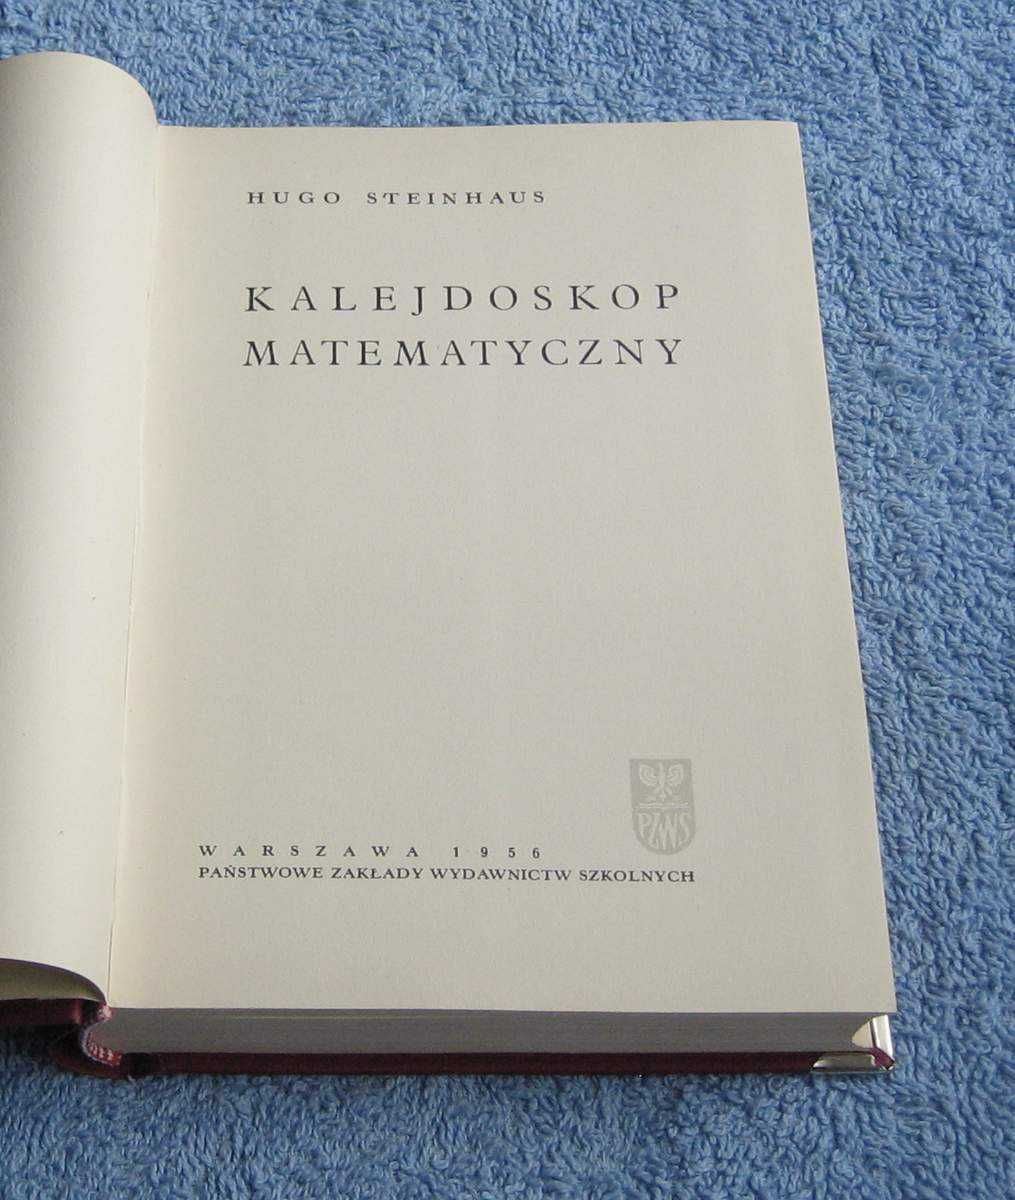 HUGO STEINHAUS
KALEJDOSKOP
MATEMATYCZNY
PZWS
WARSZAWA 1956
PAŃSTWOWE ZAKŁADY WYDAWNICTW SZKOLNYCH